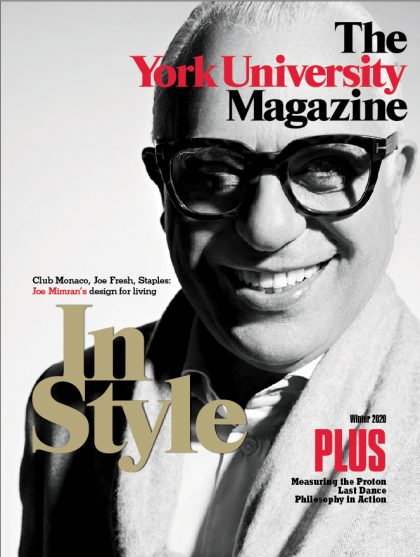 The
York University
Magazine
Club Monaco, Joe Fresh, Staples:
Joe Mimran's design for living
In
Style
Winter 2020
PLUS
Measuring the Proton
Last Dance
Philosophy in Action